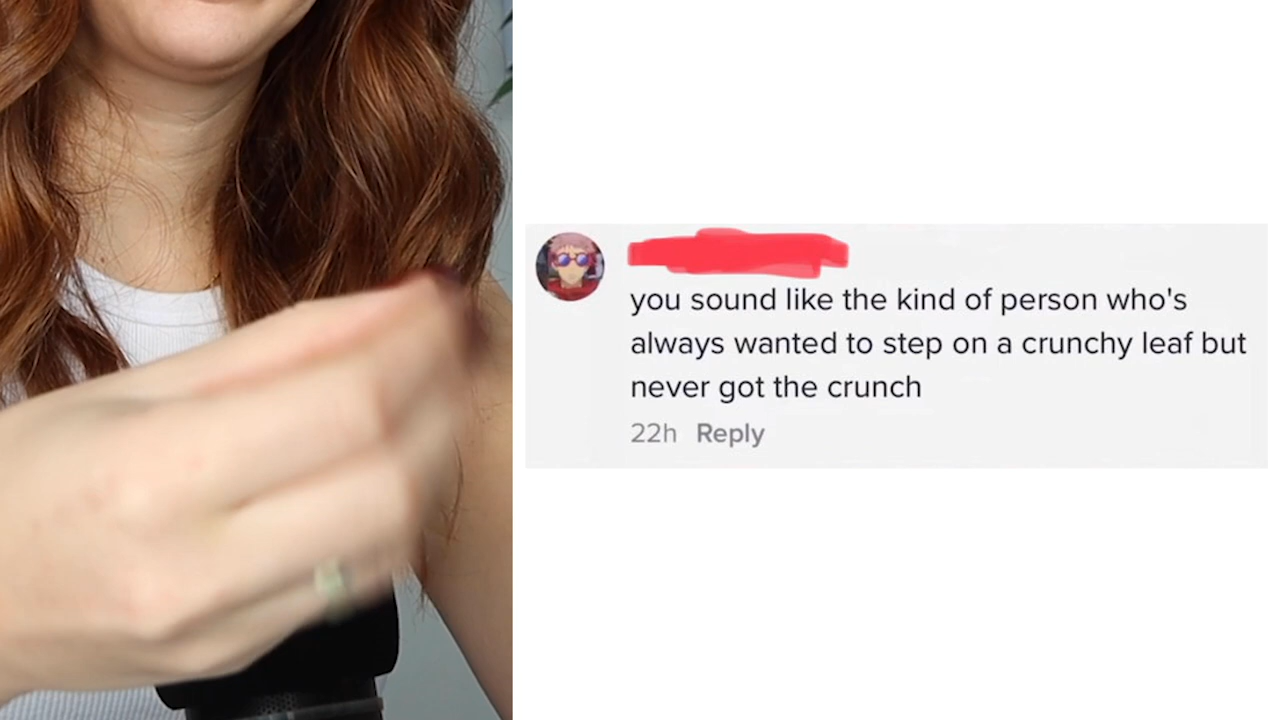 you sound like the kind of person who's
always wanted to step on a crunchy leaf but
never got the crunch
22h Reply